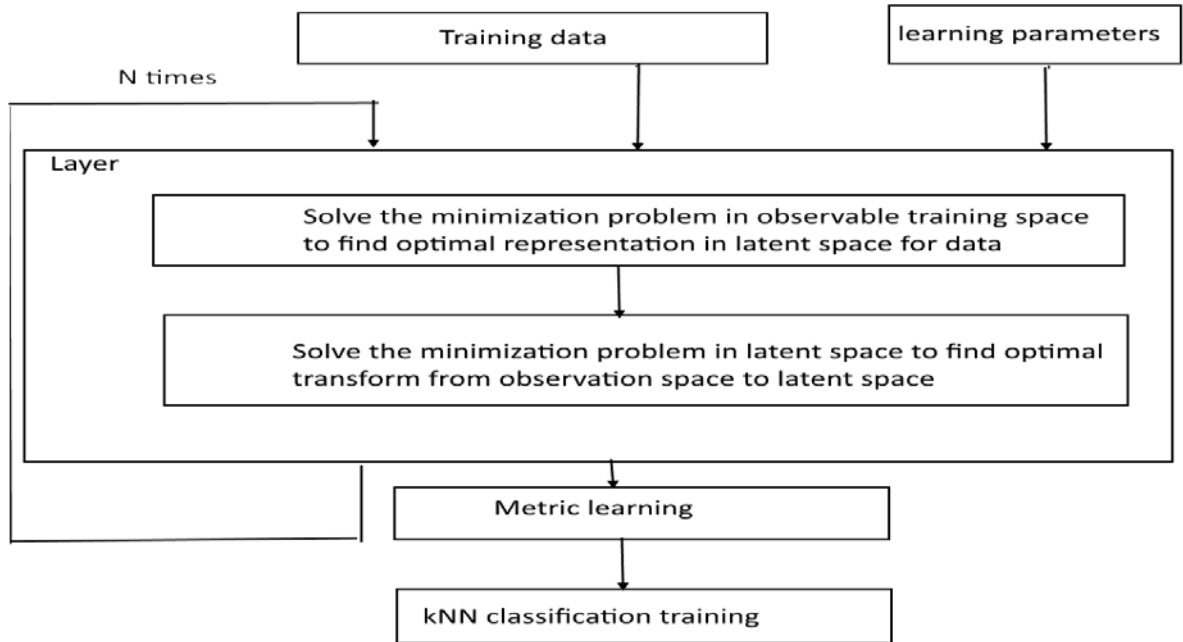 Training data
learning parameters
N times
Layer
Solve the minimization problem in observable training space
to find optimal representation in latent space for data
Solve the minimization problem in latent space to find optimal
transform from observation space to latent space
Metric learning
kNN classification training